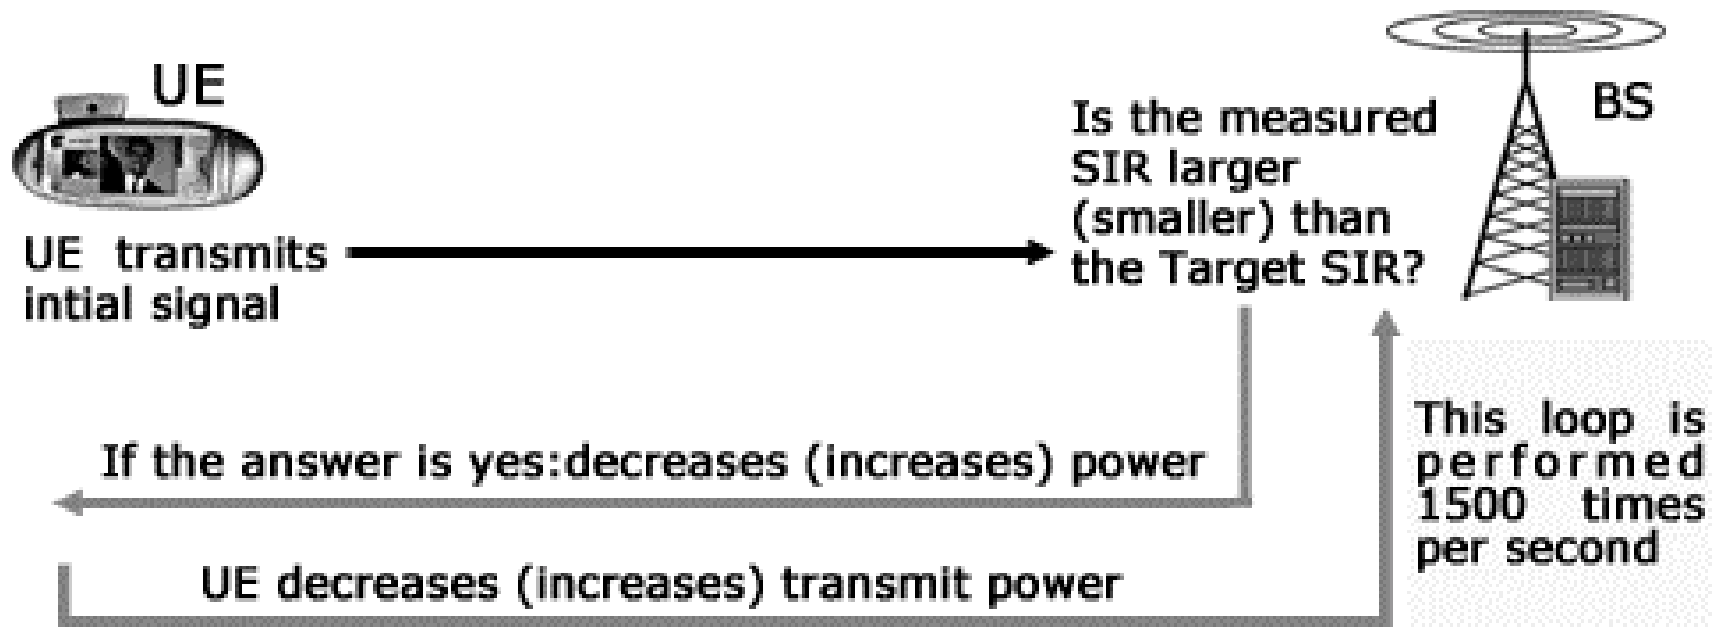 UE
BS
Is the measured
SIR larger
(smaller) than
the Target SIR?
UE transmits
intial signal
If the answer is yes:decreases (increases) power
This loop is
performed
1500 times
per second
UE decreases (increases) transmit power